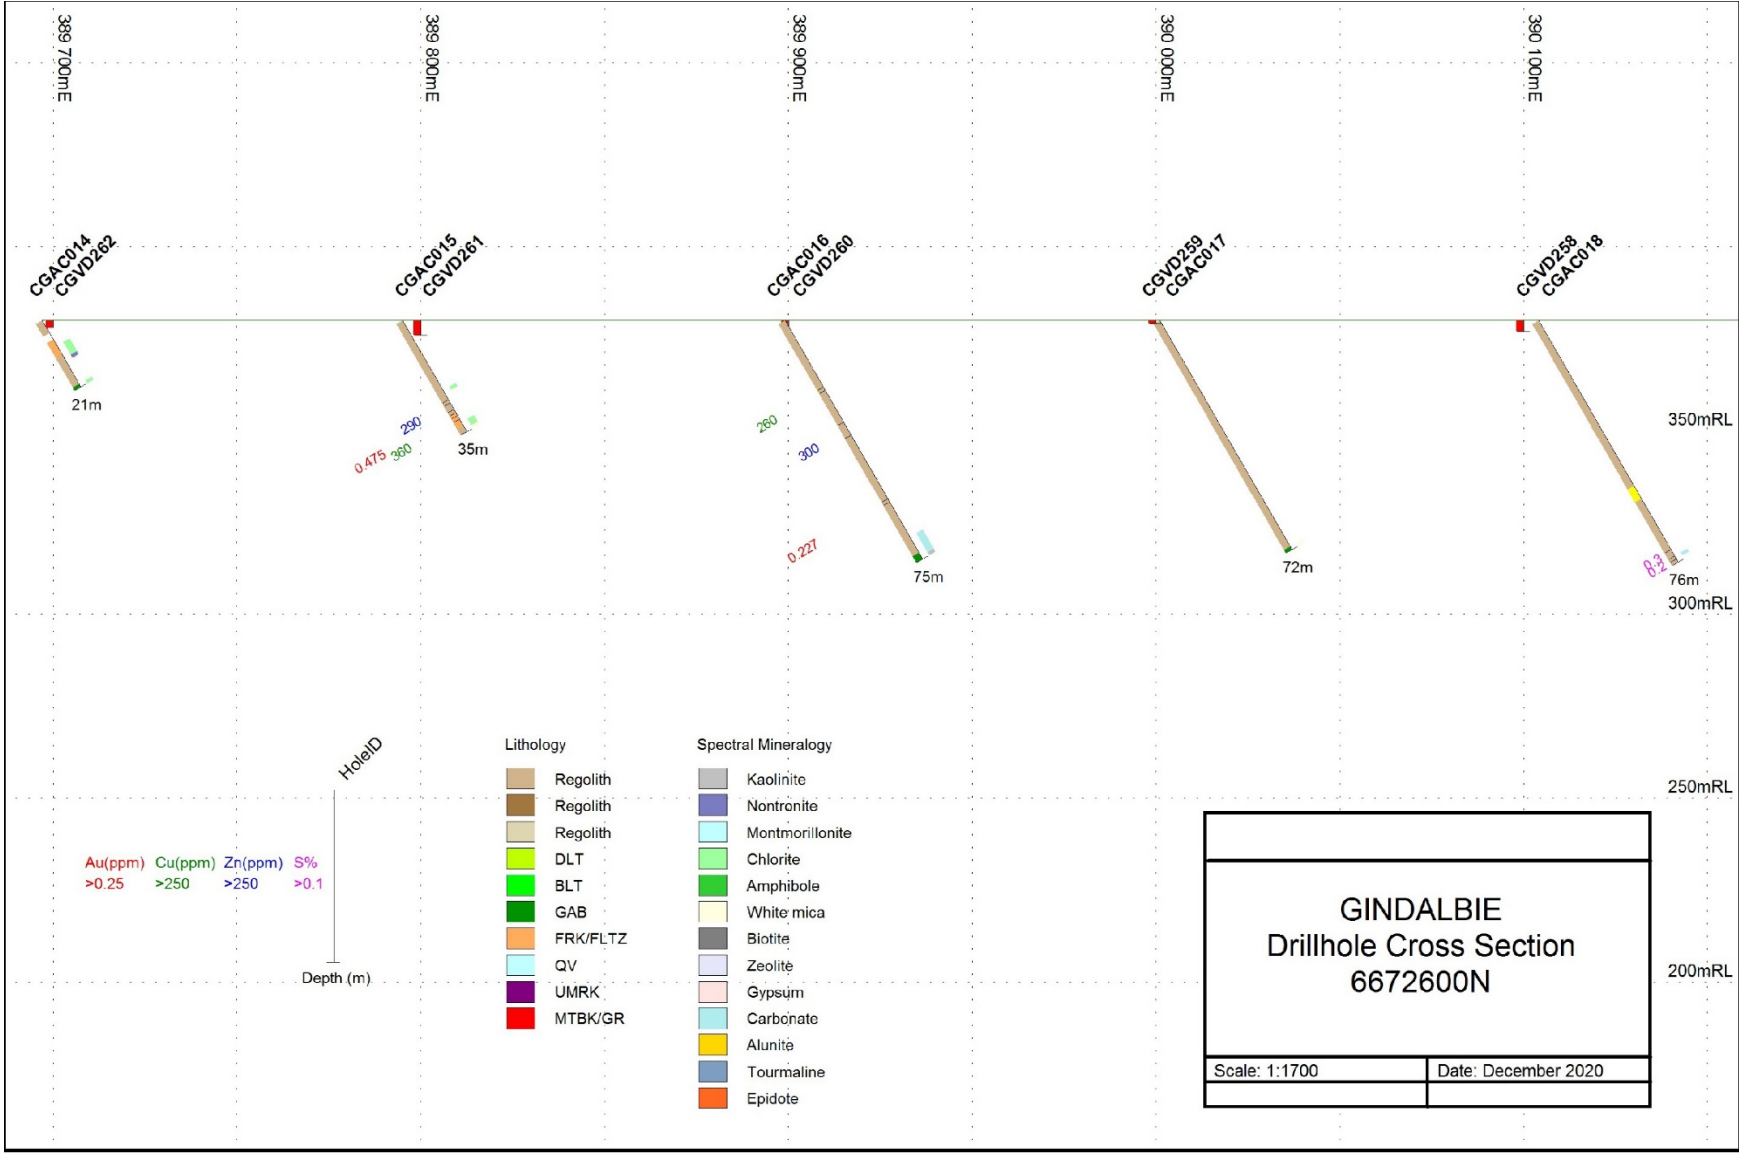 389 700mE
389 800mE
389 900mE
390 000mE
390 100mE
CGAC014
CGVD262
CGAC015
CGVD261
CGAC016
CGVD260
CGVD259
CGAC017
CGVD258
CGAC018
21m
290
0.475 360
35m
260
300
0.227
75m
72m
0.3
0.2
76m
350mRL
300mRL
250mRL
200mRL
HoleID
Au(ppm) Cu(ppm) Zn(ppm) S%
>0.25 >250 >250 >0.1
Depth (m)
Lithology
Regolith
Regolith
Regolith
DLT
BLT
GAB
FRK/FLTZ
QV
UMRK
MTBK/GR
Spectral Mineralogy
Kaolinite
Nontronite
Montmorillonite
Chlorite
Amphibole
White mica
Biotite
Zeolite
Gypsum
Carbonate
Alunite
Tourmaline
Epidote
GINDALBIE
Drillhole Cross Section
6672600N
Scale: 1:1700
Date: December 2020